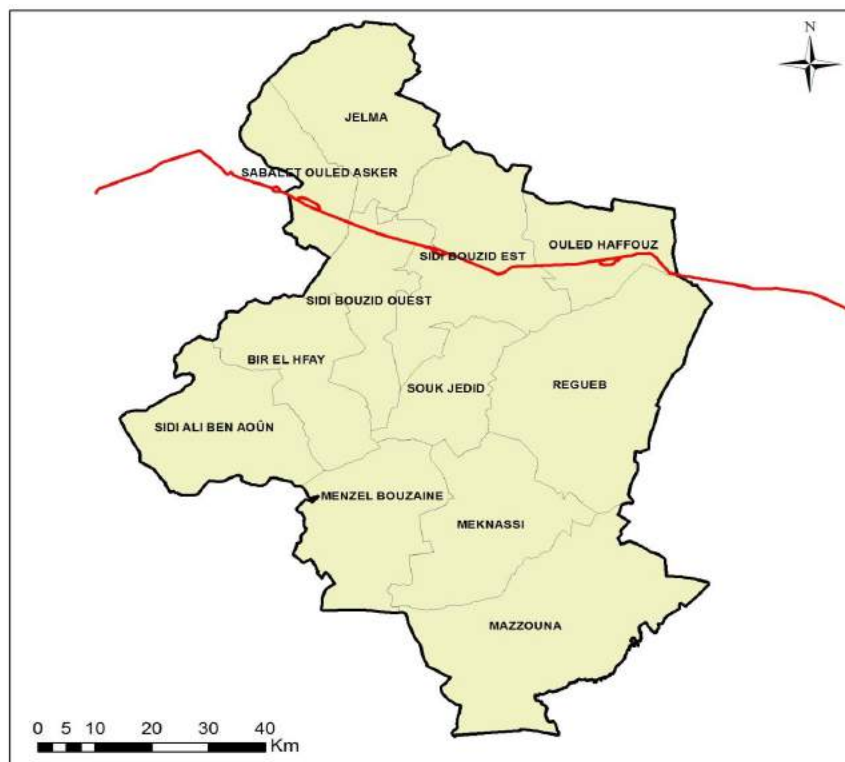 N
JELMA
SABALET OULED ASKER
OULED HAFFOUZ
SIDI BOUZID EST
SIDI BOUZID OUEST
BIR EL HFAY
SOUK JEDID
REGUEB
SIDI ALI BEN AOÛN
MENZEL BOUZAINE
MEKNASSI
MAZZOUNA
0 5 10 20 30 40
Km